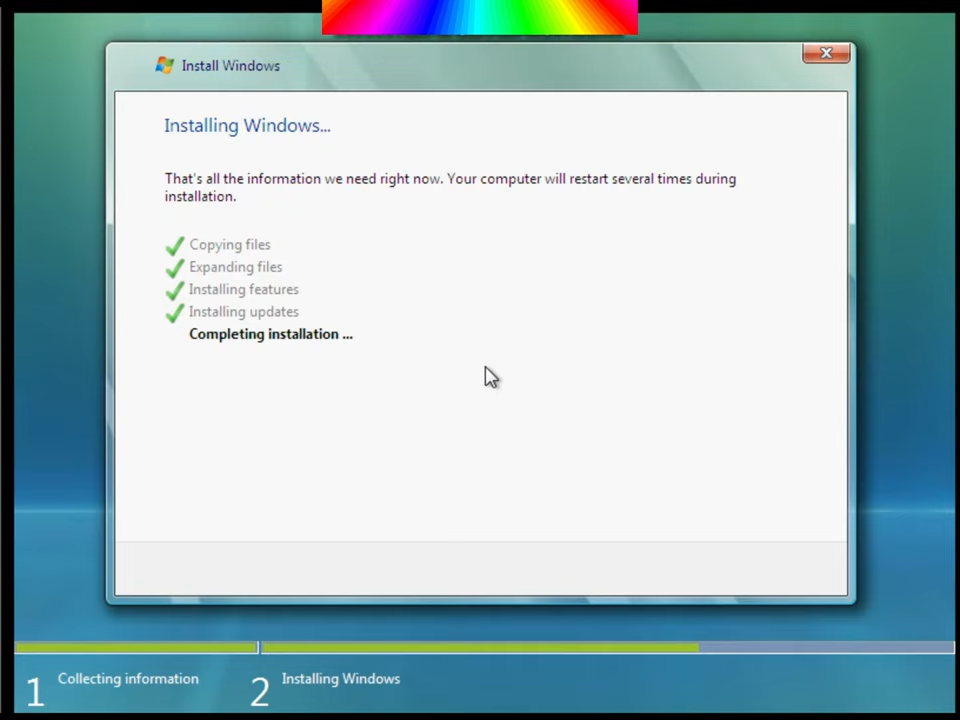 Install Windows
Installing Windows...
That's all the information we need right now. Your computer will restart several times during
installation.
Copying files
Expanding files
Installing features
Installing updates
Completing installation ...
1 Collecting information
2 Installing Windows